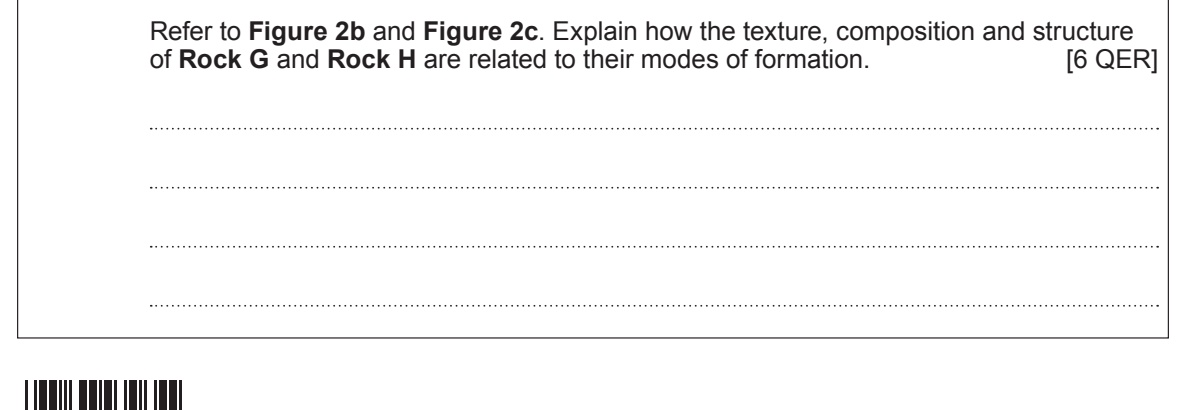 Refer to Figure 2b and Figure 2c. Explain how the texture, composition and structure
of Rock G and Rock H are related to their modes of formation. [6 QER]